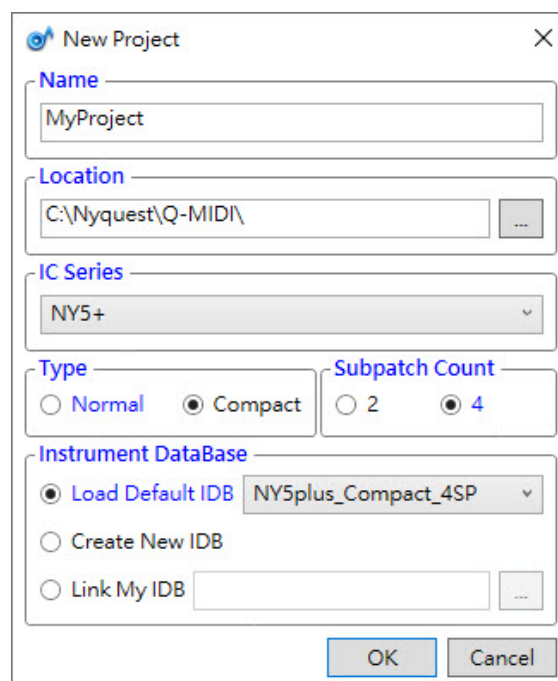 New Project
Name
MyProject
Location
C:\Nyquest\Q-MIDI\
...
IC Series
NY5+
Type
Normal
Compact
Subpatch Count
2
4
Instrument DataBase
Load Default IDB
NY5plus_Compact_4SP
Create New IDB
Link My IDB
...
OK
Cancel